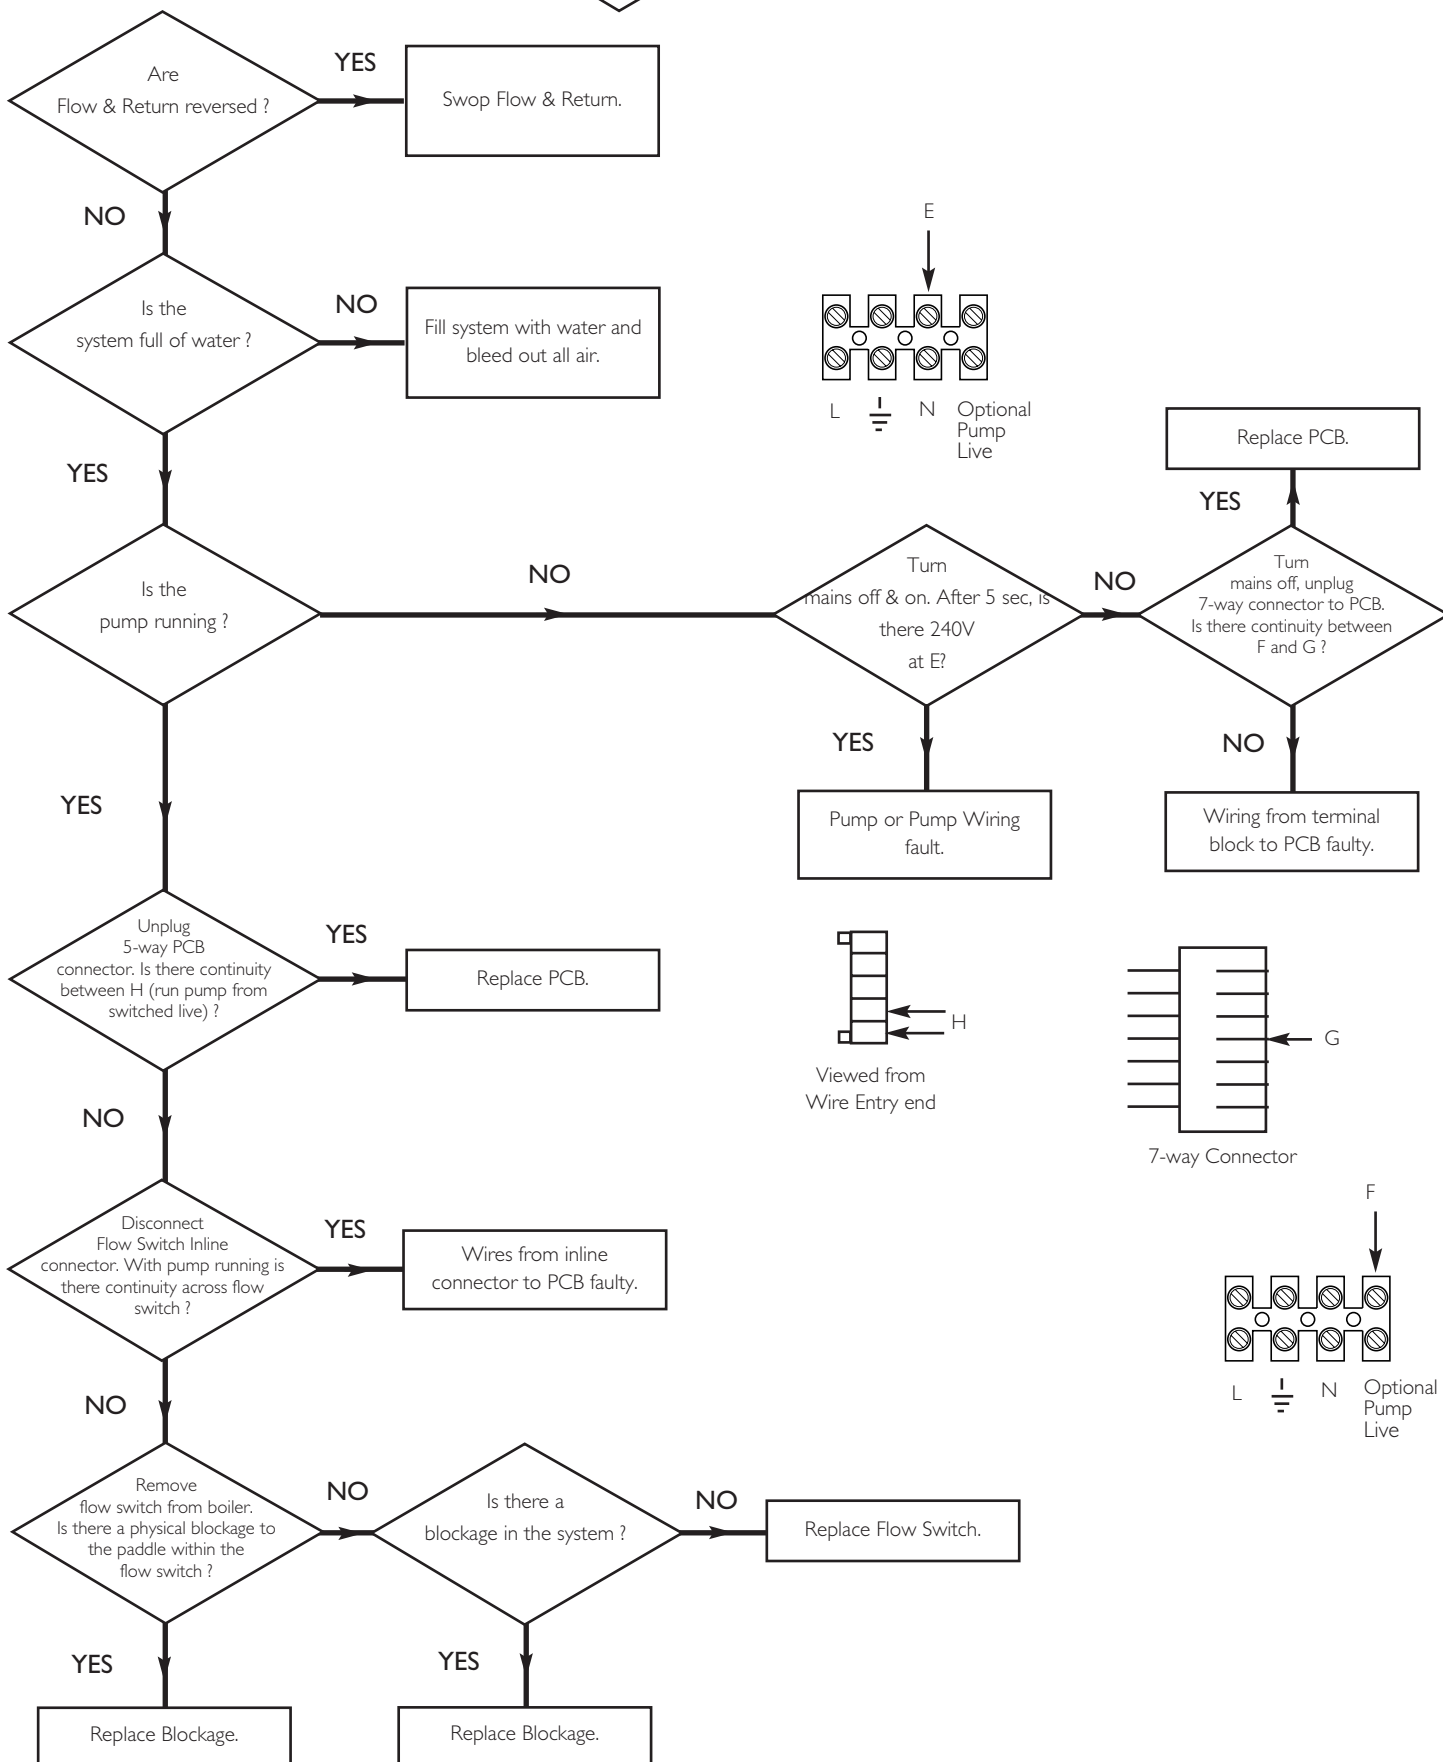 Are
Flow & Return reversed ?
YES
Swop Flow & Return.
NO
Is the
system full of water ?
NO
Fill system with water and
bleed out all air.
E
L
N
Optional
Pump
Live
YES
Is the
pump running ?
NO
Turn
mains off & on. After 5 sec, is
there 240V
at E?
NO
Turn
mains off, unplug
7-way connector to PCB.
Is there continuity between
F and G ?
YES
Replace PCB.
YES
Pump or Pump Wiring
fault.
NO
Wiring from terminal
block to PCB faulty.
YES
Unplug
5-way PCB
connector. Is there continuity
between H (run pump from
switched live) ?
YES
Replace PCB.
H
Viewed from
Wire Entry end
G
7-way Connector
NO
Disconnect
Flow Switch Inline
connector. With pump running is
there continuity across flow
switch ?
YES
Wires from inline
connector to PCB faulty.
F
L
N
Optional
Pump
Live
NO
Remove
flow switch from boiler.
Is there a physical blockage to
the paddle within the
flow switch ?
NO
Is there a
blockage in the system ?
NO
Replace Flow Switch.
YES
Replace Blockage.
YES
Replace Blockage.